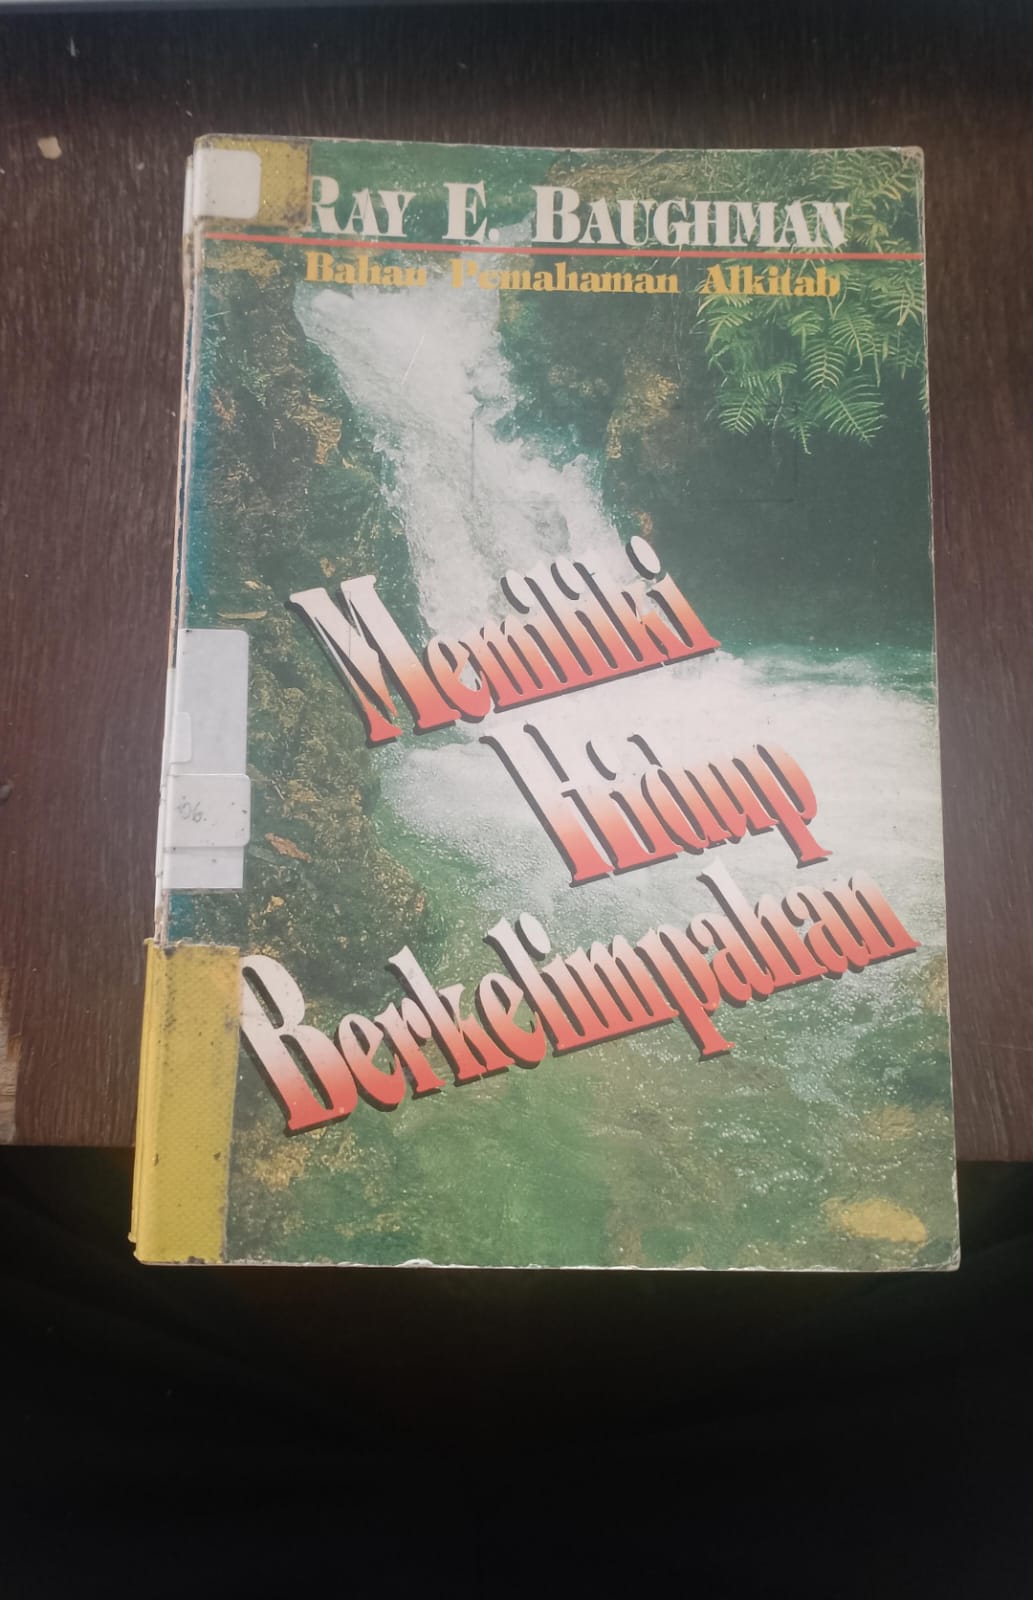 RAY E. BAUGHMAN
Bahan Pemahaman Alkitab
Memiliki
Hidup
Berkelimpahan